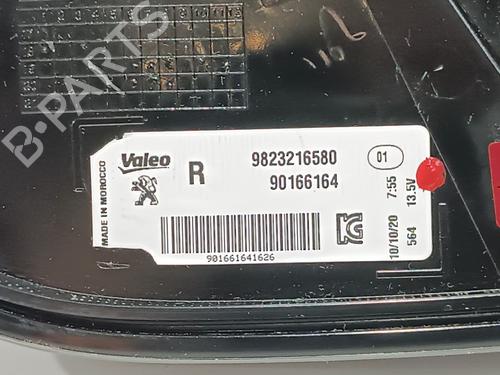 B-PARTS
Valeo
MADE IN MOROCCO
R
9823216580
90166164
01
10/10/20 7:55
564 13.5V
901661641626